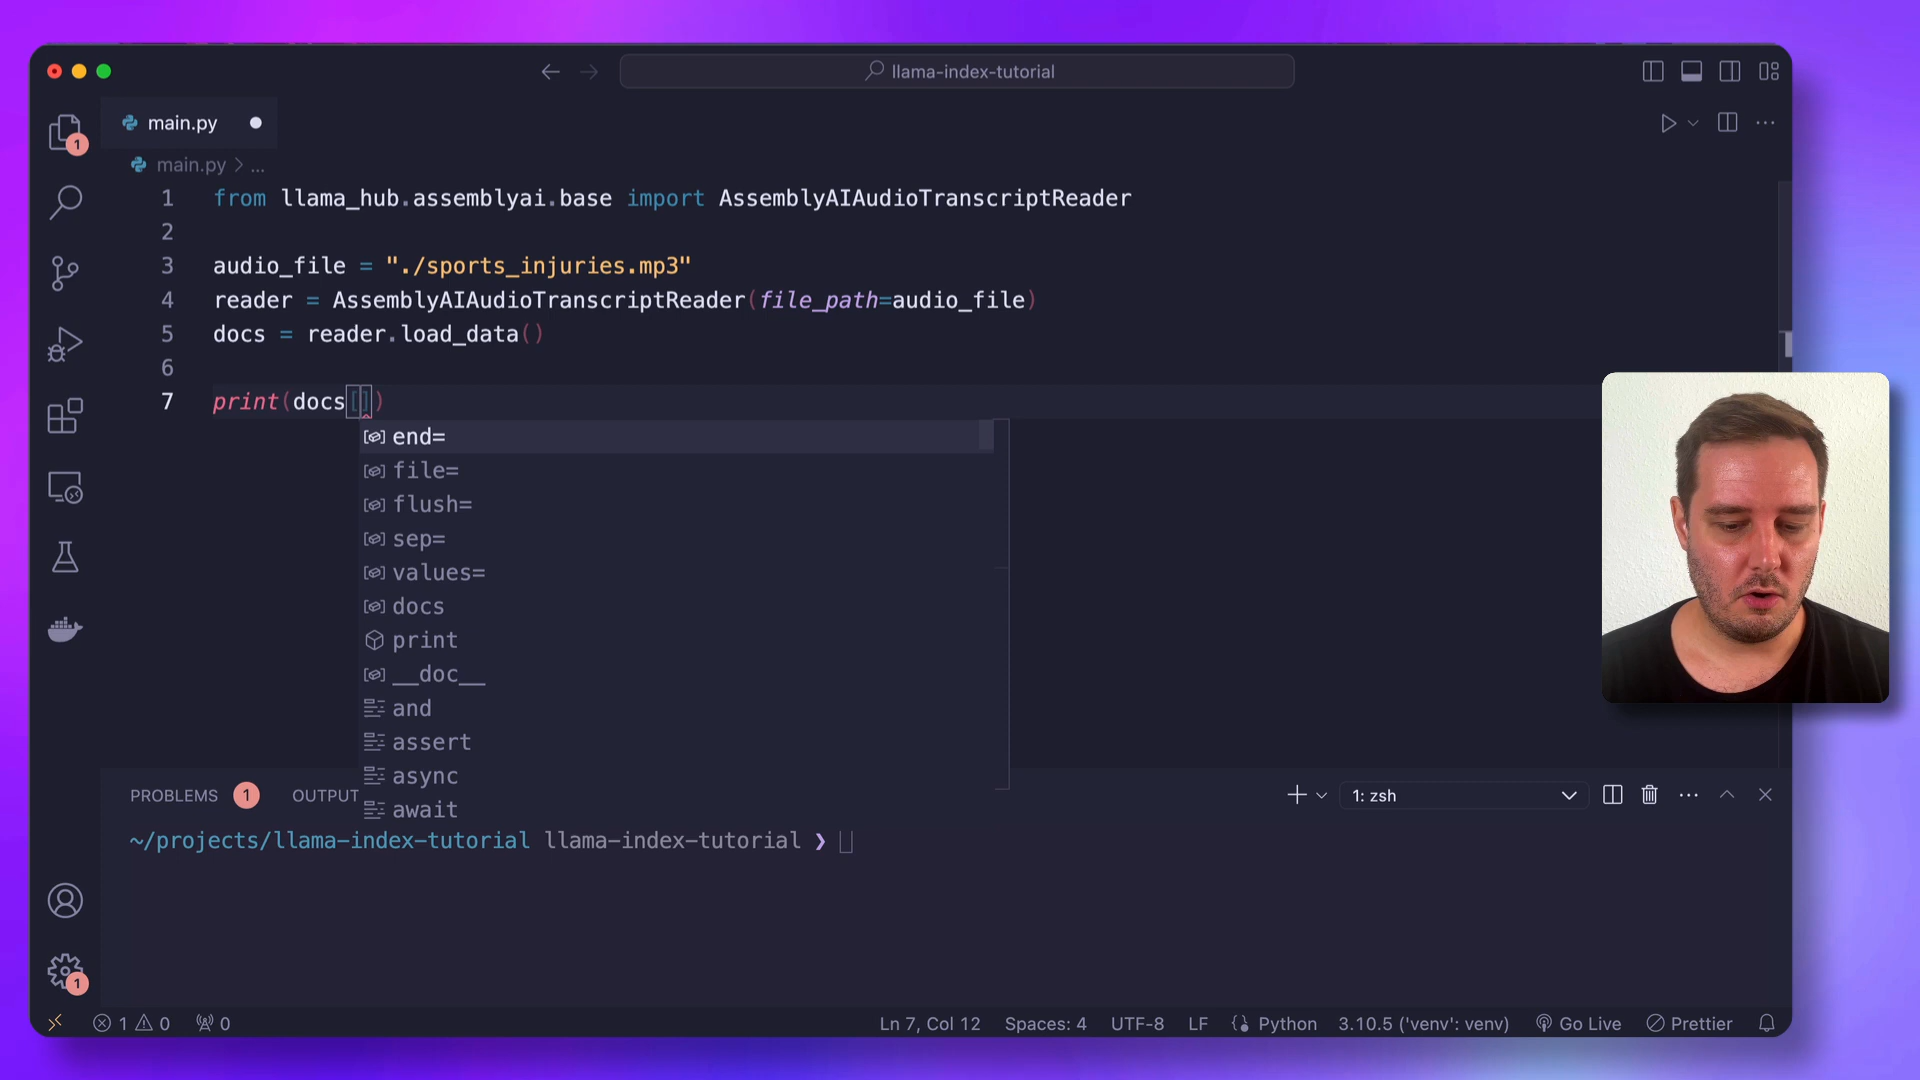 llama-index-tutorial
main.py
1
main.py > ...
1 from llama_hub.assemblyai.base import AssemblyAIAudioTranscriptReader
2
3 audio_file = "./sports_injuries.mp3"
4 reader = AssemblyAIAudioTranscriptReader(file_path=audio_file)
5 docs = reader.load_data()
6
7 print(docs[])
end=
file=
flush=
sep=
values=
docs
print
__doc__
and
assert
async
await
PROBLEMS 1 OUTPUT 1: zsh
~/projects/llama-index-tutorial llama-index-tutorial ❯
1
1 0 0 Ln 7, Col 12 Spaces: 4 UTF-8 LF Python 3.10.5 ('venv': venv) Go Live Prettier